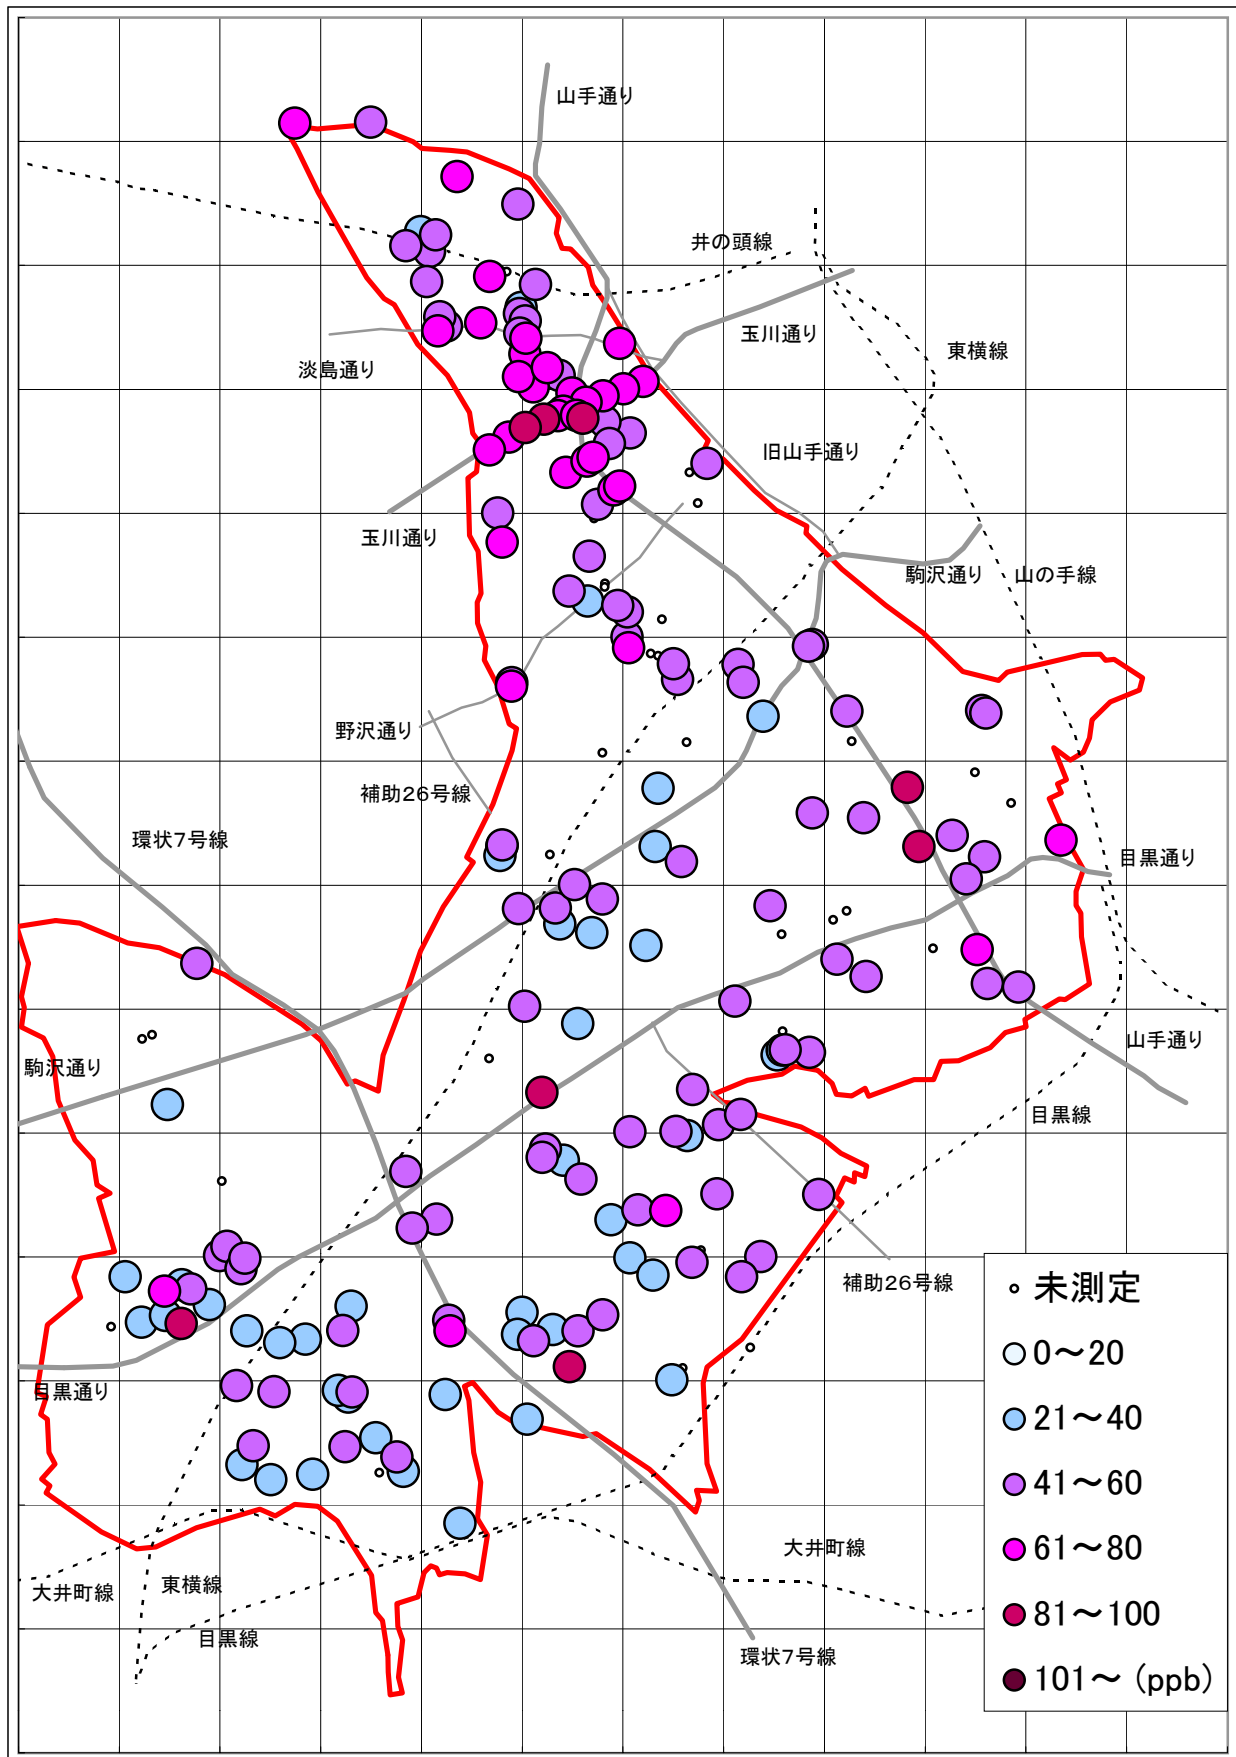 山手通り
井の頭線
玉川通り
東横線
淡島通り
旧山手通り
玉川通り
駒沢通り
山の手線
野沢通り
補助26号線
環状7号線
目黒通り
駒沢通り
山手通り
目黒線
補助26号線
目黒通り
大井町線
大井町線
東横線
目黒線
環状7号線
未測定
0～20
21～40
41～60
61～80
81～100
101～ (ppb)